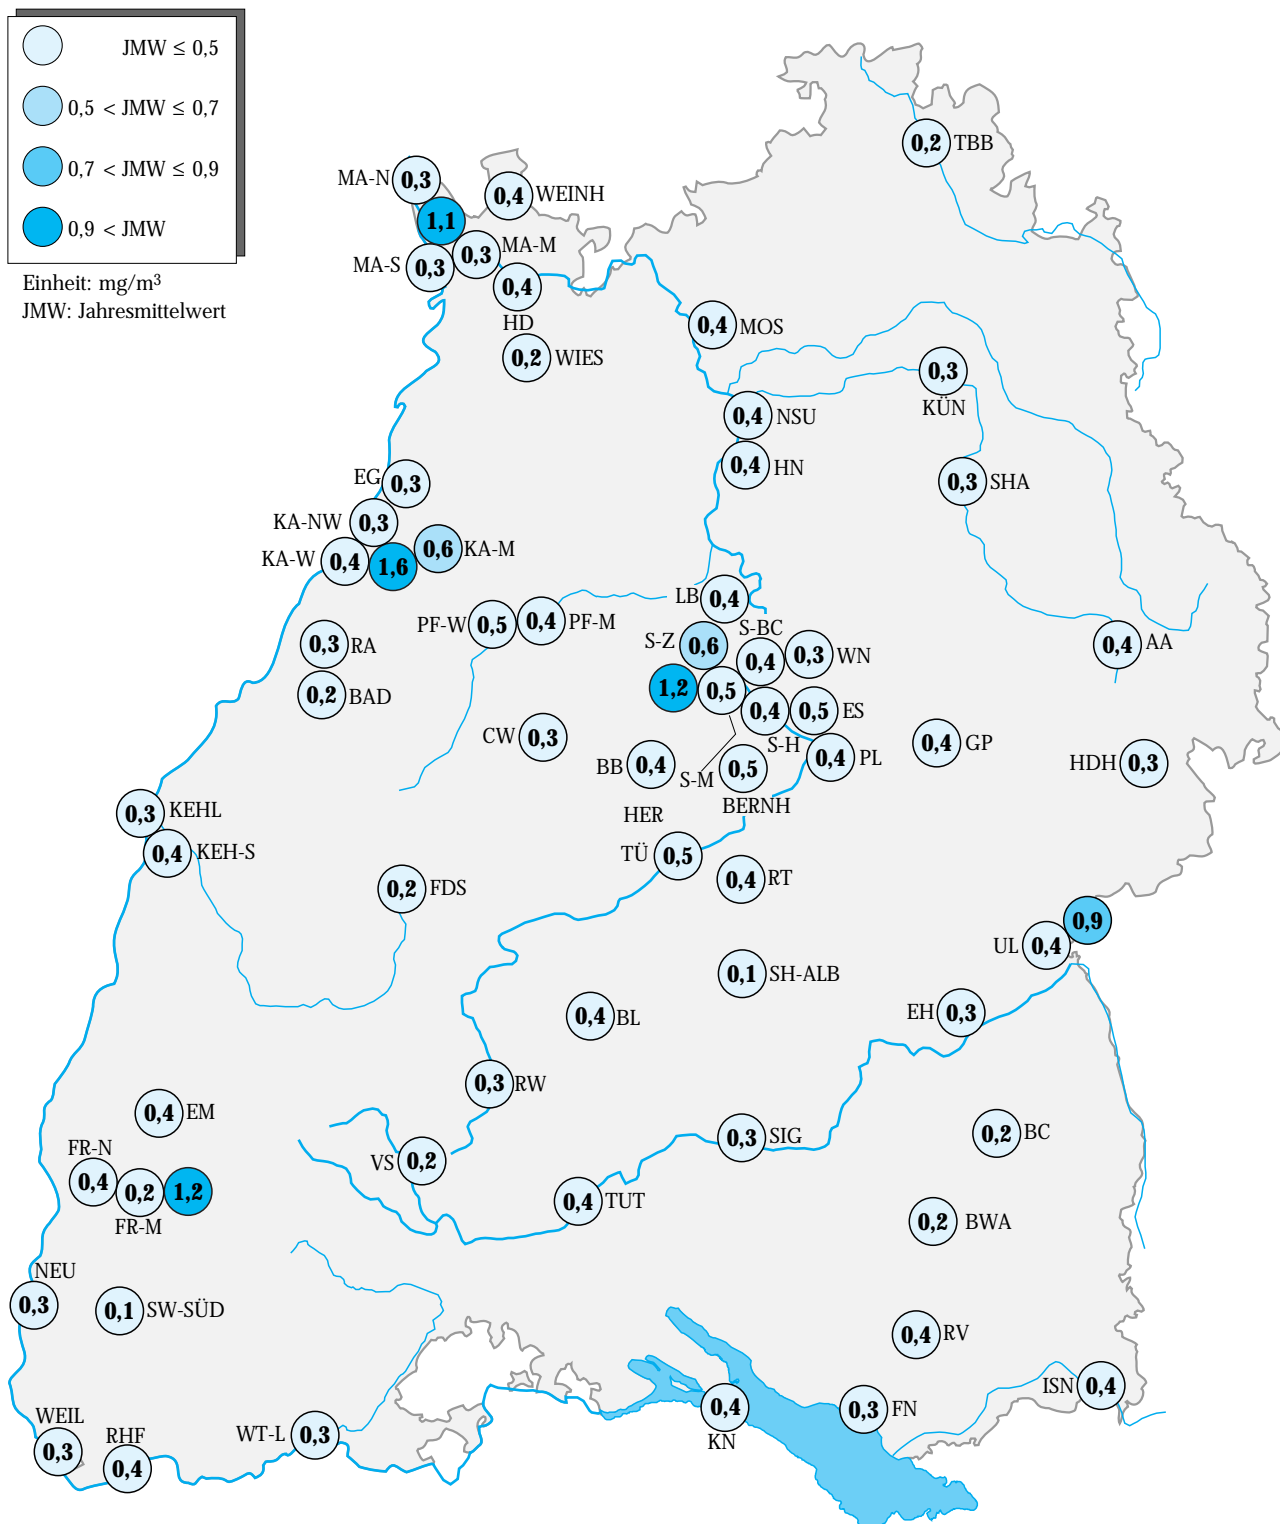 JMW ≤ 0,5
0,5 < JMW ≤ 0,7
0,7 < JMW ≤ 0,9
0,9 < JMW
Einheit: mg/m³
JMW: Jahresmittelwert
0,2 TBB
MA-N 0,3
0,4 WEINH
1,1
0,3 MA-M
MA-S 0,3
0,4
HD
0,4 MOS
0,2 WIES
0,3
KÜN
0,4 NSU
0,4 HN
EG 0,3
0,3 SHA
KA-NW 0,3
KA-W 0,4
1,6
0,6 KA-M
LB 0,4
PF-W 0,5
0,4 PF-M
S-BC
S-Z 0,6
0,4
0,3 WN
0,3 RA
0,4 AA
0,2 BAD
1,2
0,5
0,4
0,5 ES
CW 0,3
S-H
0,4 GP
BB 0,4
S-M
0,5
0,4 PL
HDH 0,3
BERNH
0,3 KEHL
HER
0,4 KEH-S
TÜ 0,5
0,4 RT
0,2 FDS
0,9
UL 0,4
0,1 SH-ALB
0,4 BL
EH 0,3
0,3 RW
0,4 EM
0,3 SIG
0,2 BC
FR-N
VS 0,2
0,4
0,2
1,2
FR-M
0,4 TUT
0,2 BWA
NEU
0,3
0,1 SW-SÜD
0,4 RV
ISN 0,4
0,4
KN
0,3 FN
WEIL
0,3
RHF
0,4
WT-L 0,3